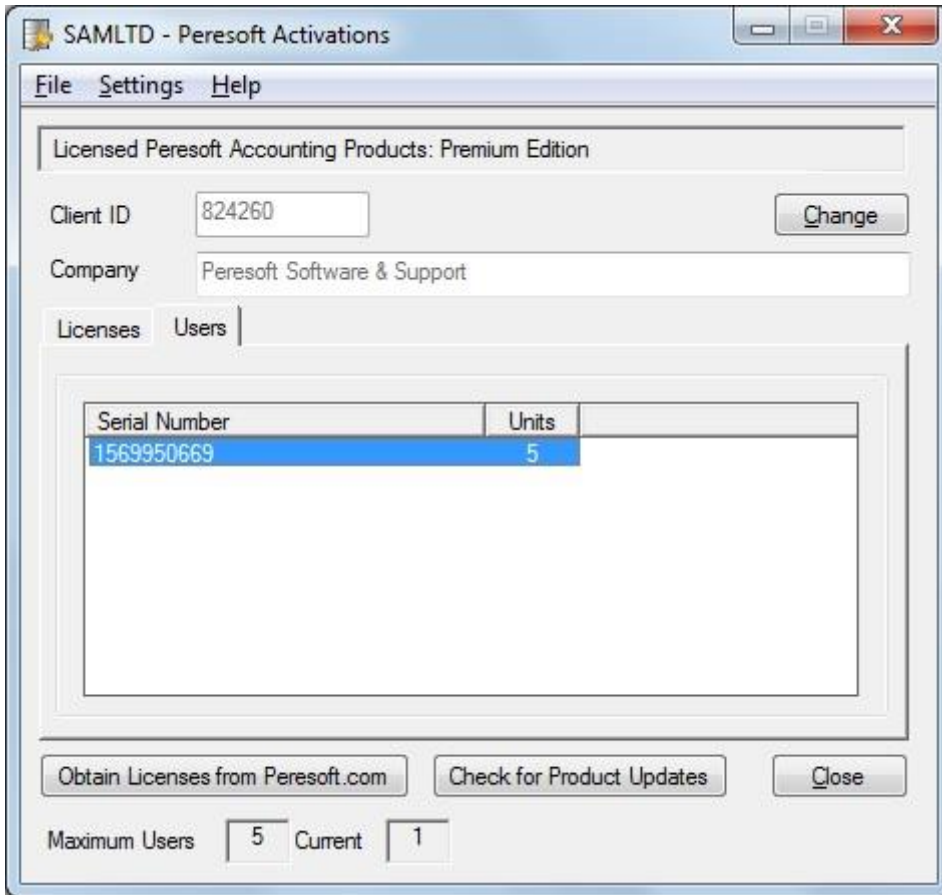 SAMLTD - Peresoft Activations
File Settings Help
Licensed Peresoft Accounting Products: Premium Edition
Client ID 824260 Change
Company Peresoft Software & Support
Licenses Users
Serial Number Units
1569950669 5
Obtain Licenses from Peresoft.com Check for Product Updates Close
Maximum Users 5 Current 1